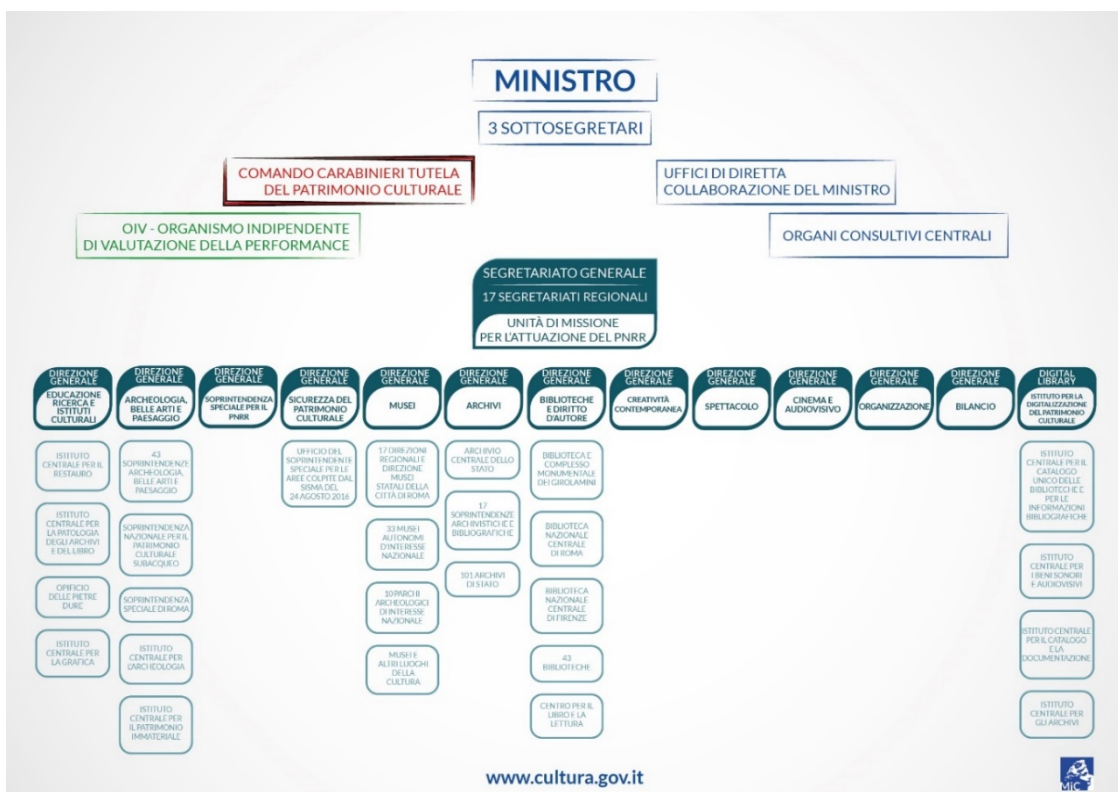 MINISTRO
3 SOTTOSEGRETARI
COMANDO CARABINIERI TUTELA
DEL PATRIMONIO CULTURALE
UFFICI DI DIRETTA
COLLABORAZIONE DEL MINISTRO
OIV - ORGANISMO INDIPENDENTE
DI VALUTAZIONE DELLA PERFORMANCE
ORGANI CONSULTIVI CENTRALI
SEGRETARIATO GENERALE
17 SEGRETARIATI REGIONALI
UNITÀ DI MISSIONE
PER L'ATTUAZIONE DEL PNRR
DIREZIONE
GENERALE
EDUCAZIONE
RICERCA E
ISTITUTI
CULTURALI
ISTITUTO
CENTRALE PER IL
RESTAURO
ISTITUTO
CENTRALE PER
LA PATOLOGIA
DEGLI ARCHIVI
E DEL LIBRO
OPIFICIO
DELLE PIETRE
DURE
ISTITUTO
CENTRALE PER
LA GRAFICA
DIREZIONE
GENERALE
ARCHEOLOGIA,
BELLE ARTI E
PAESAGGIO
43
SOPRINTENDENZE
ARCHEOLOGIA,
BELLE ARTI E
PAESAGGIO
SOPRINTENDENZA
NAZIONALE PER IL
PATRIMONIO
CULTURALE
SUBACQUEO
SOPRINTENDENZA
SPECIALE DI ROMA
ISTITUTO
CENTRALE PER
L'ARCHEOLOGIA
ISTITUTO
CENTRALE PER
IL PATRIMONIO
IMMATERIALE
DIREZIONE
GENERALE
SOPRINTENDENZA
SPECIALE PER IL
PNRR
DIREZIONE
GENERALE
SICUREZZA DEL
PATRIMONIO
CULTURALE
UFFICIO DEL
SOPRINTENDENTE
SPECIALE PER LE
AREE COLPITE DAL
SISMA DEL
24 AGOSTO 2016
DIREZIONE
GENERALE
MUSEI
17 DIREZIONI
REGIONALI E
DIREZIONE
MUSEI
STATALI DELLA
CITTÀ DI ROMA
33 MUSEI
AUTONOMI
D'INTERESSE
NAZIONALE
10 PARCHI
ARCHEOLOGICI
DI INTERESSE
NAZIONALE
MUSEI E
ALTRI LUOGHI
DELLA
CULTURA
DIREZIONE
GENERALE
ARCHIVI
ARCHIVIO
CENTRALE DELLO
STATO
17
SOPRINTENDENZE
ARCHIVISTICHE E
BIBLIOGRAFICHE
101 ARCHIVI
DI STATO
DIREZIONE
GENERALE
BIBLIOTECHE
E DIRITTO
D'AUTORE
BIBLIOTECA E
COMPLESSO
MONUMENTALE
DEI GIROLAMINI
BIBLIOTECA
NAZIONALE
CENTRALE
DI ROMA
BIBLIOTECA
NAZIONALE
CENTRALE
DI FIRENZE
43
BIBLIOTECHE
CENTRO PER IL
LIBRO E LA
LETTURA
DIREZIONE
GENERALE
CREATIVITÀ
CONTEMPORANEA
DIREZIONE
GENERALE
SPETTACOLO
DIREZIONE
GENERALE
CINEMA E
AUDIOVISIVO
DIREZIONE
GENERALE
ORGANIZZAZIONE
DIREZIONE
GENERALE
BILANCIO
DIGITAL
LIBRARY
ISTITUTO PER LA
DIGITALIZZAZIONE
DEL PATRIMONIO
CULTURALE
ISTITUTO
CENTRALE PER IL
CATALOGO
UNICO DELLE
BIBLIOTECHE E
PER LE
INFORMAZIONI
BIBLIOGRAFICHE
ISTITUTO
CENTRALE PER
I BENI SONORI
E AUDIOVISIVI
ISTITUTO CENTRALE
PER IL CATALOGO
E LA
DOCUMENTAZIONE
ISTITUTO
CENTRALE PER
GLI ARCHIVI
www.cultura.gov.it
MiC